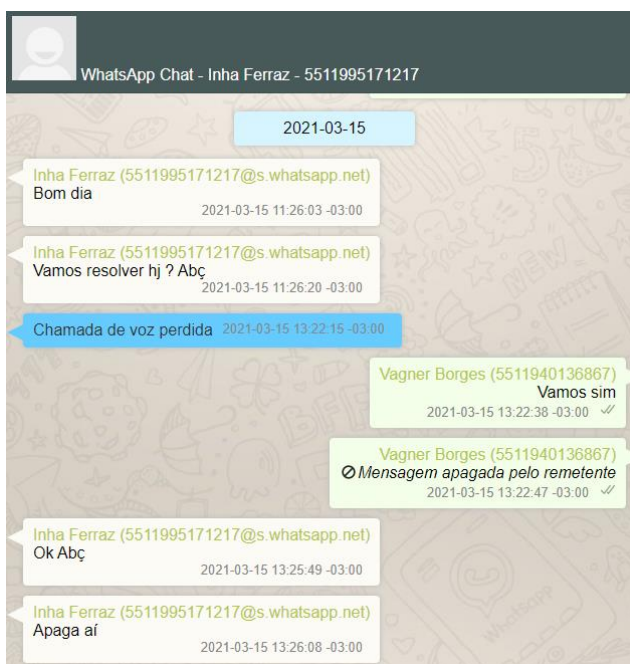 WhatsApp Chat - Inha Ferraz - 5511995171217
2021-03-15
Inha Ferraz (5511995171217@s.whatsapp.net)
Bom dia
2021-03-15 11:26:03 -03:00
Inha Ferraz (5511995171217@s.whatsapp.net)
Vamos resolver hj ? Abç
2021-03-15 11:26:20 -03:00
Chamada de voz perdida 2021-03-15 13:22:15 -03:00
Vagner Borges (5511940136867)
Vamos sim
2021-03-15 13:22:38 -03:00
Vagner Borges (5511940136867)
Mensagem apagada pelo remetente
2021-03-15 13:22:47 -03:00
Inha Ferraz (5511995171217@s.whatsapp.net)
Ok Abç
2021-03-15 13:25:49 -03:00
Inha Ferraz (5511995171217@s.whatsapp.net)
Apaga aí
2021-03-15 13:26:08 -03:00